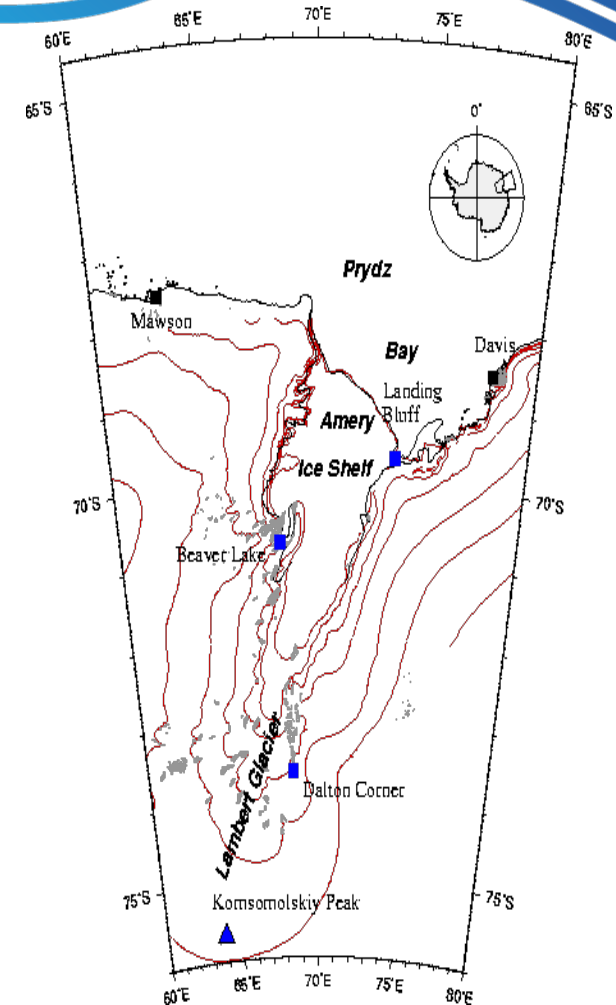 60°E
65°E
70°E
75°E
80°E
65°S
65°S
0°
Prydz
Mawson
Bay
Davis
Landing
Bluff
Amery
Ice Shelf
70°S
70°S
Beaver Lake
Lambert Glacier
Dalton Corner
75°S
75°S
Komsomolskiy Peak
60°E
65°E
70°E
75°E
80°E